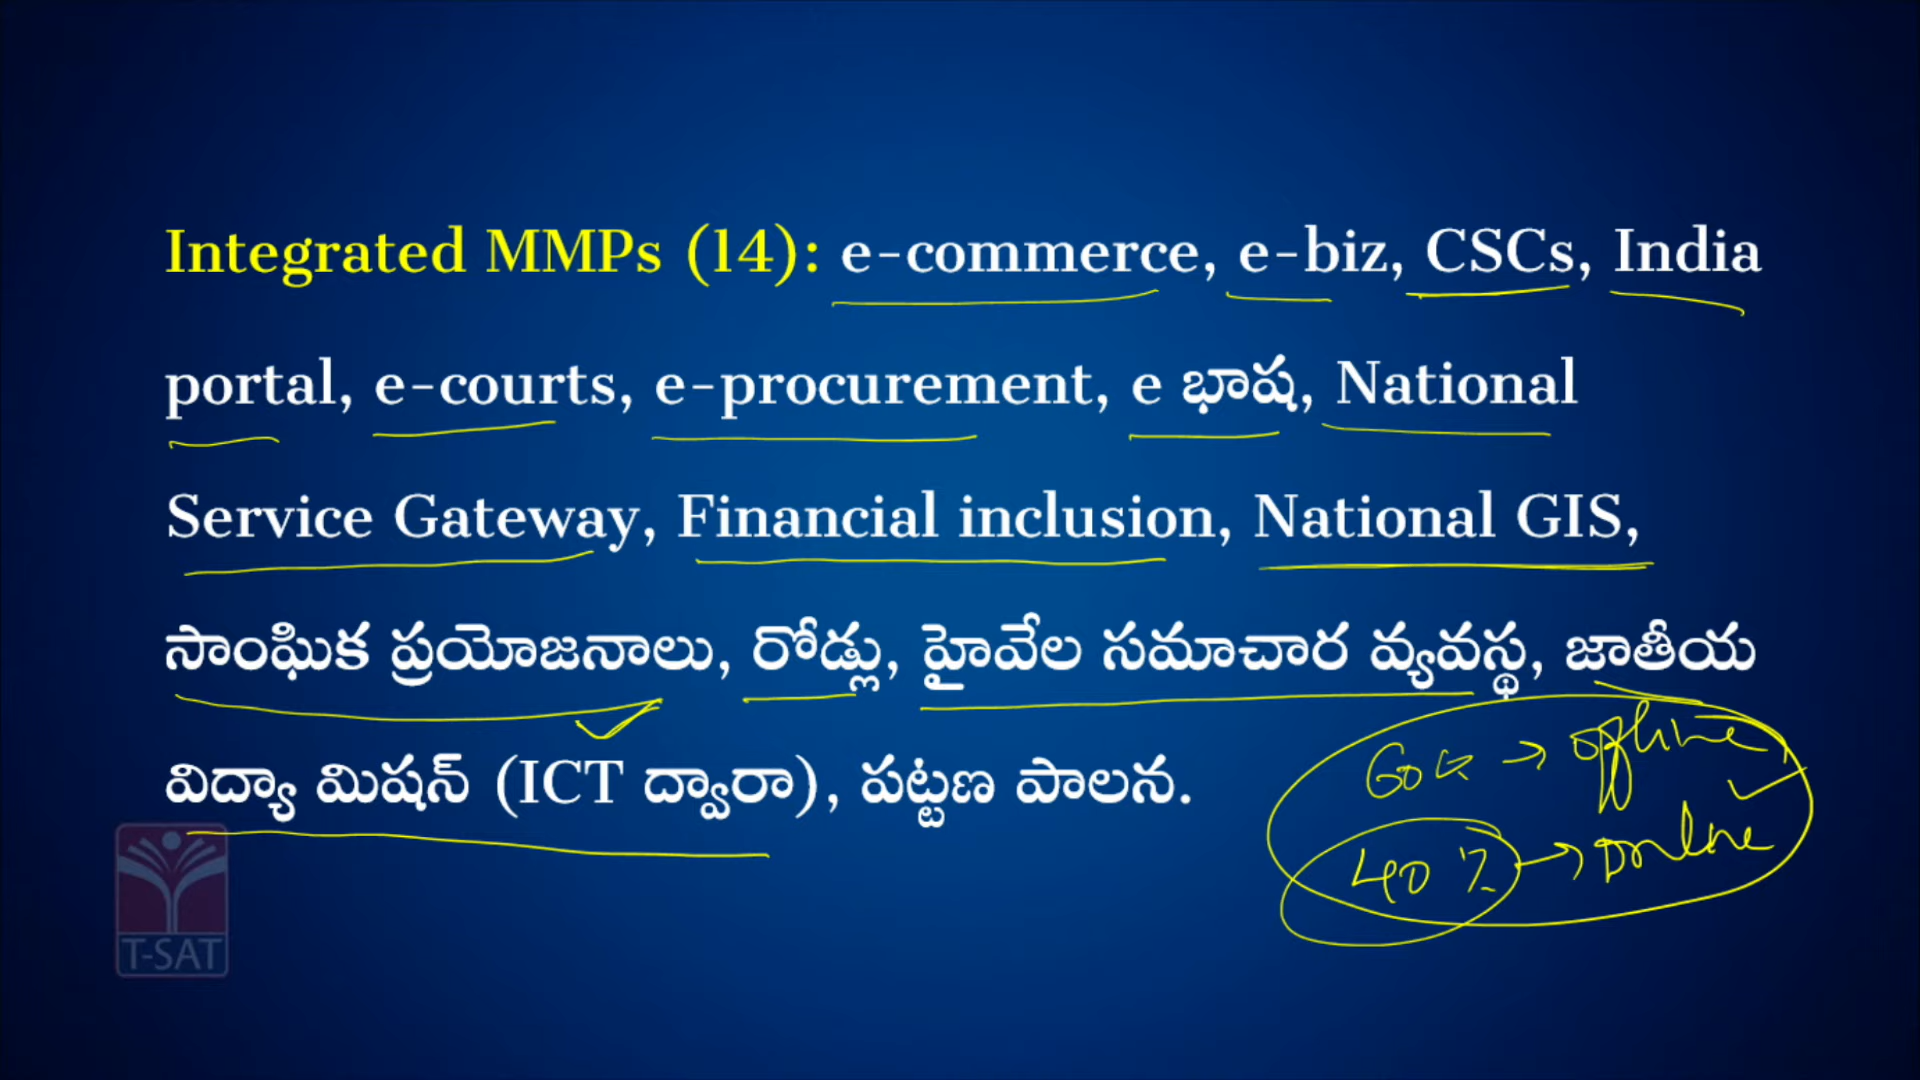 Integrated MMPs (14): e-commerce, e-biz, CSCs, India
portal, e-courts, e-procurement, e భాష, National
Service Gateway, Financial inclusion, National GIS,
సాంఘిక ప్రయోజనాలు, రోడ్లు, హైవేల సమాచార వ్యవస్థ, జాతీయ
విద్యా మిషన్ (ICT ద్వారా), పట్టణ పాలన.
→ offline
40 % → online
T-SAT